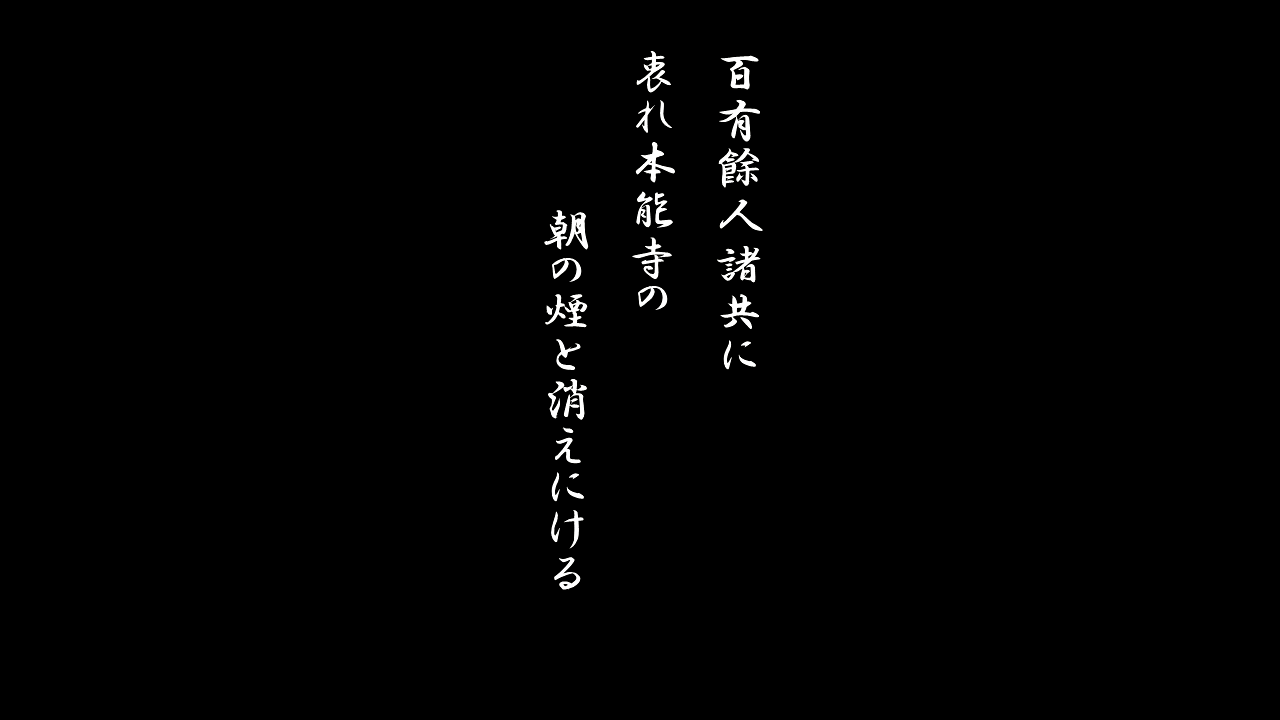 百有餘人諸共に
哀れ本能寺の
朝の煙と消えにける